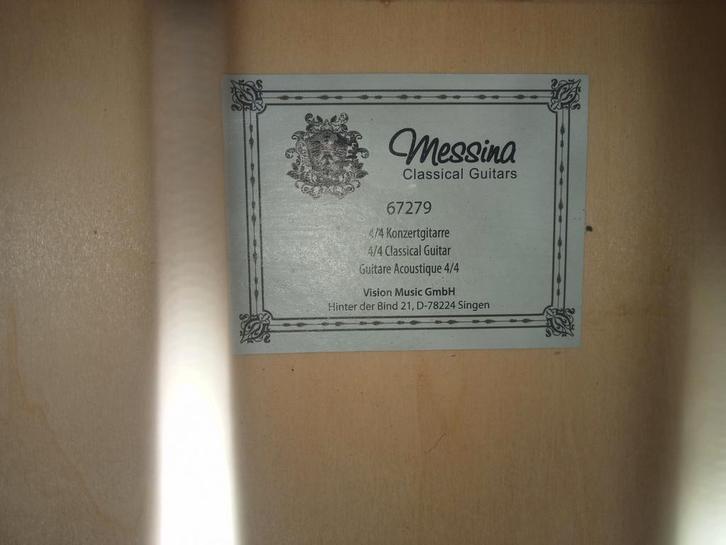 Messina
Classical Guitars
67279
4/4 Konzertgitarre
4/4 Classical Guitar
Guitare Acoustique 4/4
Vision Music GmbH
Hinter der Bind 21, D-78224 Singen